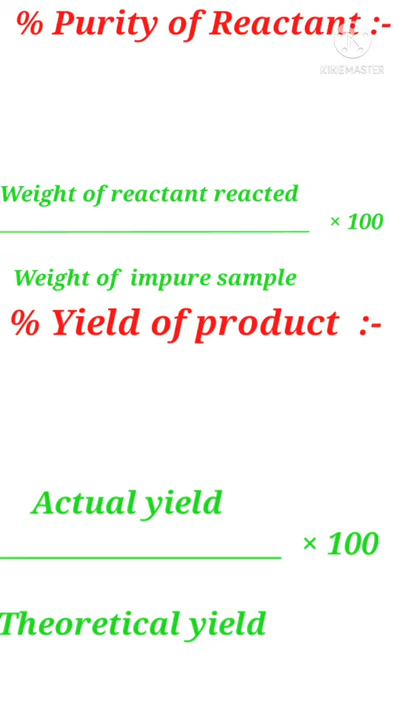 % Purity of Reactant :-
KINEMASTER
Weight of reactant reacted
× 100
Weight of impure sample
% Yield of product :-
Actual yield
× 100
Theoretical yield